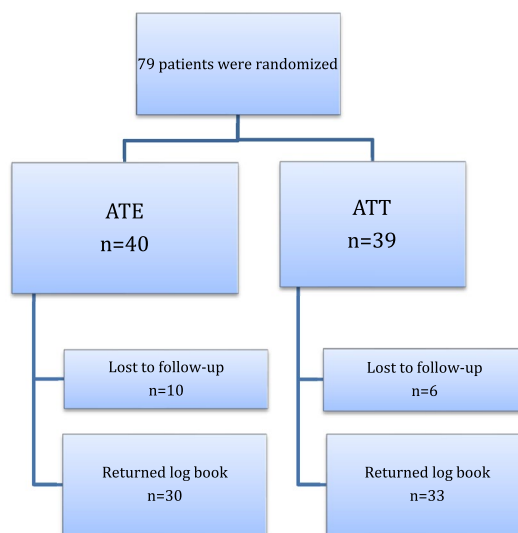 79 patients were randomized
ATE
n=40
ATT
n=39
Lost to follow-up
n=10
Lost to follow-up
n=6
Returned log book
n=30
Returned log book
n=33